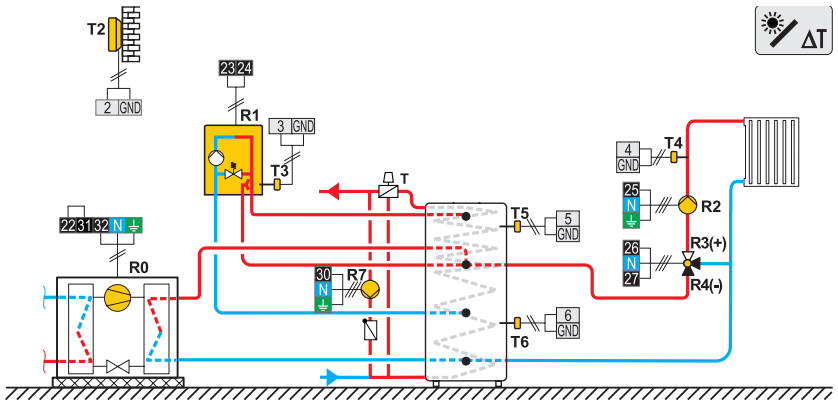 T2
2 GND
23 24
R1
3 GND
T3
T
22 31 32 N
R0
30
N
R7
T5
5
GND
6
GND
T6
4
GND
T4
25
N
R2
26
N
27
R3(+)
R4(-)
ΔT